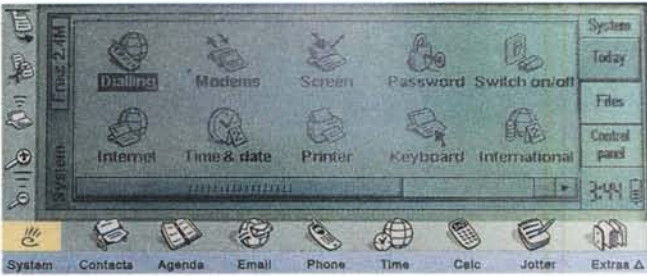 System
Free 2.4M
Dialling Modems Screen Password Switch on/off
Internet Time & date Printer Keyboard International
System
Today
Files
Control
panel
3:44
System Contacts Agenda Email Phone Time Calc Jotter Extras